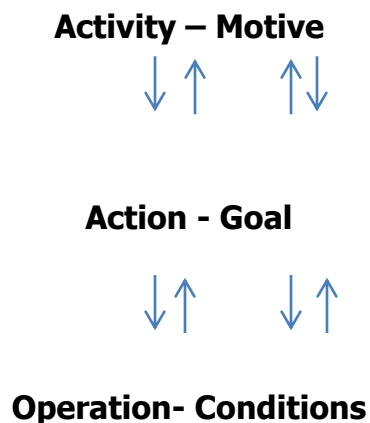 Activity – Motive
Action - Goal
Operation- Conditions